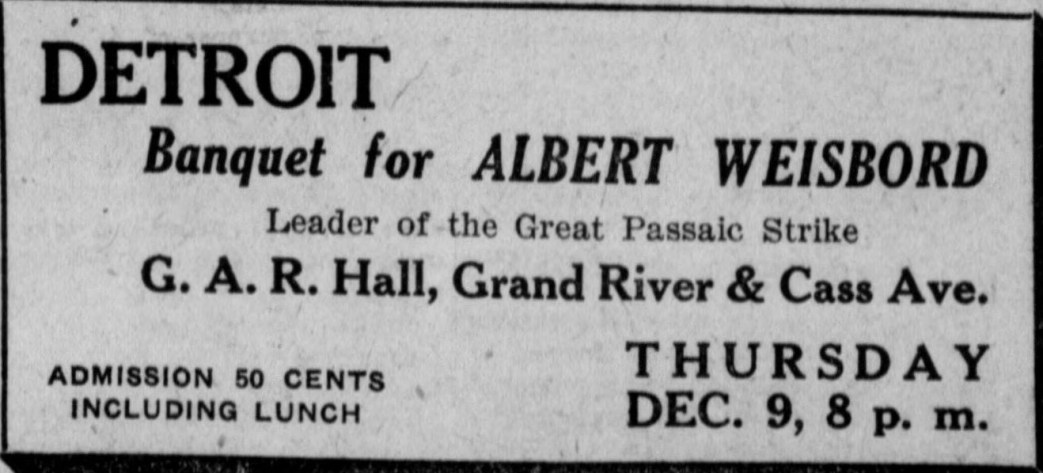 DETROIT
Banquet for ALBERT WEISBORD
Leader of the Great Passaic Strike
G. A. R. Hall, Grand River & Cass Ave.
ADMISSION 50 CENTS
INCLUDING LUNCH
THURSDAY
DEC. 9, 8 p. m.